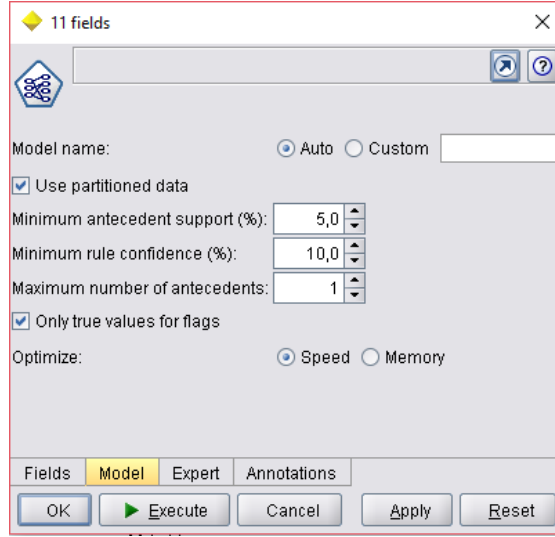 11 fields
Model name: Auto Custom
Use partitioned data
Minimum antecedent support (%): 5,0
Minimum rule confidence (%): 10,0
Maximum number of antecedents: 1
Only true values for flags
Optimize: Speed Memory
Fields Model Expert Annotations
OK Execute Cancel Apply Reset